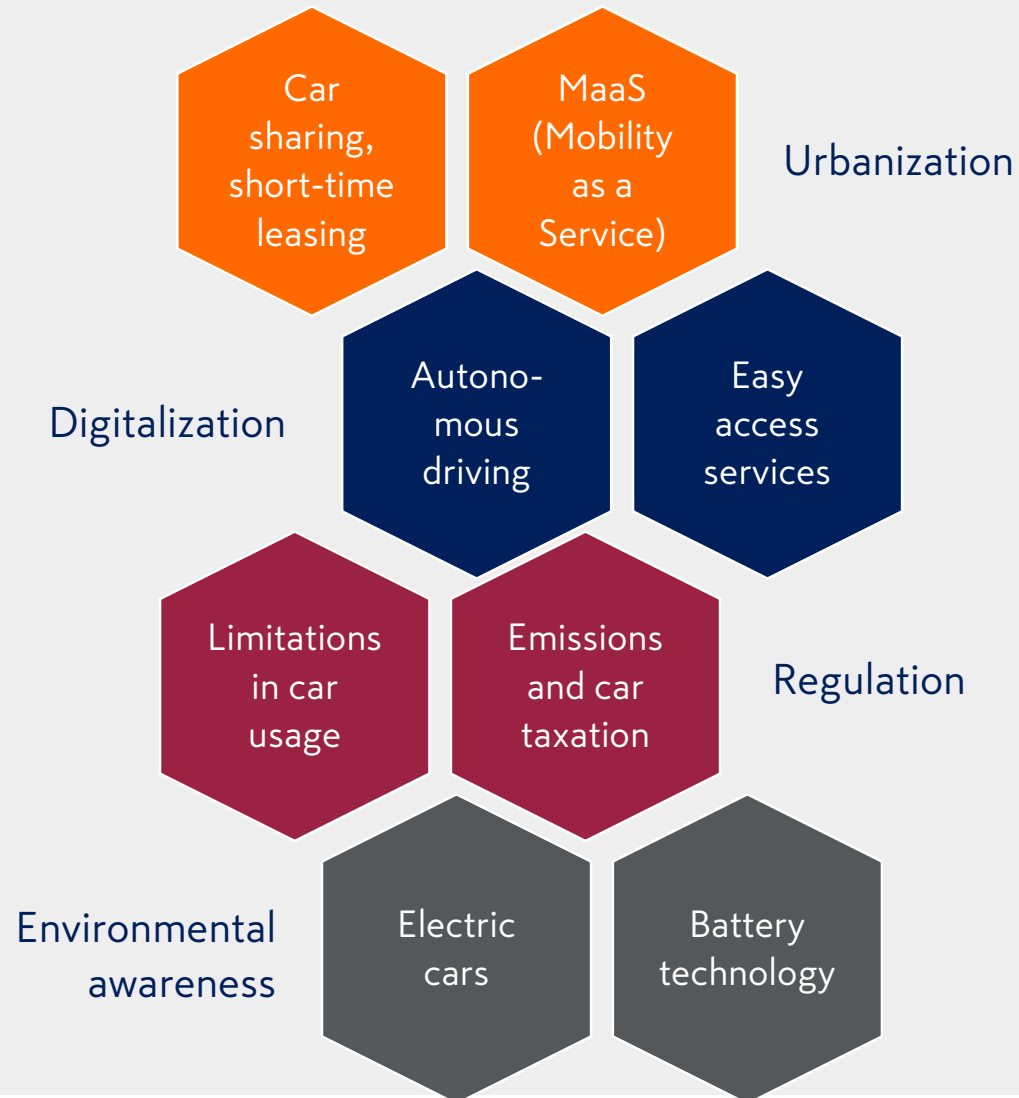 Car
sharing,
short-time
leasing
MaaS
(Mobility
as a
Service)
Urbanization
Digitalization
Autono-
mous
driving
Easy
access
services
Limitations
in car
usage
Emissions
and car
taxation
Regulation
Environmental
awareness
Electric
cars
Battery
technology